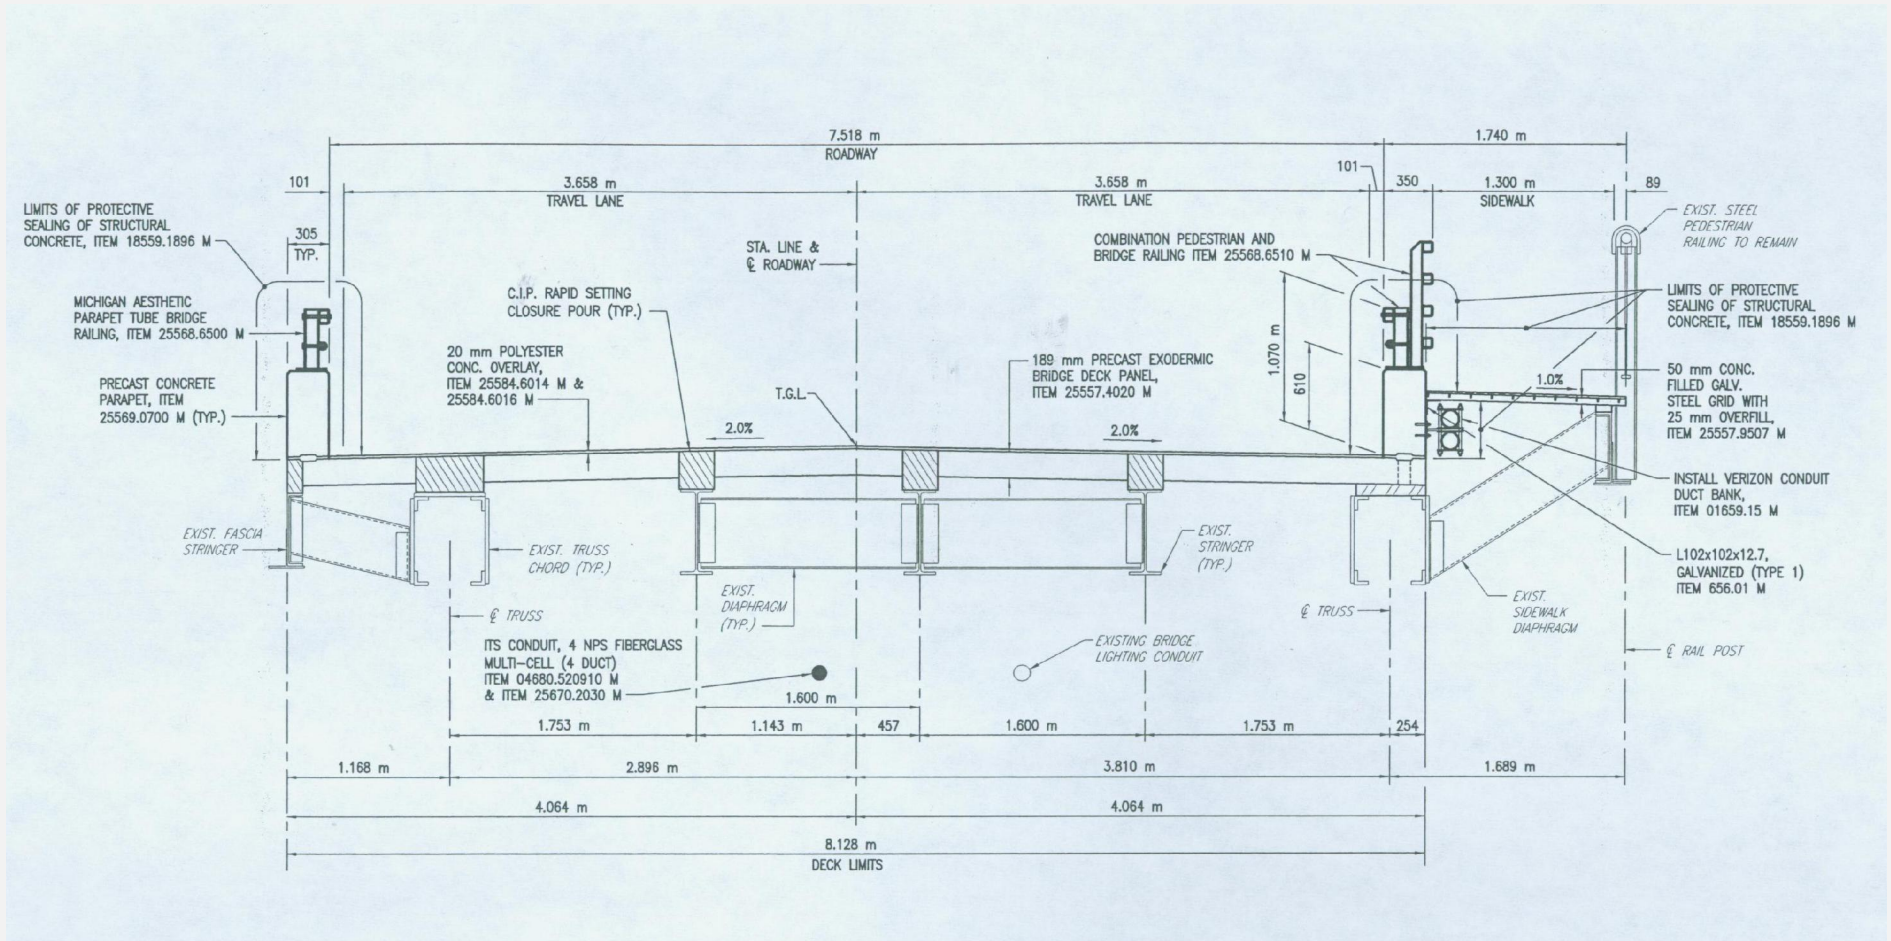 7.518 m
ROADWAY
1.740 m
101
3.658 m
TRAVEL LANE
3.658 m
TRAVEL LANE
101
350
1.300 m
SIDEWALK
89
LIMITS OF PROTECTIVE
SEALING OF STRUCTURAL
CONCRETE, ITEM 18559.1896 M
305
TYP.
MICHIGAN AESTHETIC
PARAPET TUBE BRIDGE
RAILING, ITEM 25568.6500 M
PRECAST CONCRETE
PARAPET, ITEM
25569.0700 M (TYP.)
C.I.P. RAPID SETTING
CLOSURE POUR (TYP.)
20 mm POLYESTER
CONC. OVERLAY,
ITEM 25584.6014 M &
25584.6016 M
STA. LINE &
℄ ROADWAY
T.G.L.
2.0%
2.0%
189 mm PRECAST EXODERMIC
BRIDGE DECK PANEL,
ITEM 25557.4020 M
COMBINATION PEDESTRIAN AND
BRIDGE RAILING ITEM 25568.6510 M
1.070 m
610
1.0%
EXIST. STEEL
PEDESTRIAN
RAILING TO REMAIN
LIMITS OF PROTECTIVE
SEALING OF STRUCTURAL
CONCRETE, ITEM 18559.1896 M
50 mm CONC.
FILLED GALV.
STEEL GRID WITH
25 mm OVERFILL,
ITEM 25557.9507 M
INSTALL VERIZON CONDUIT
DUCT BANK,
ITEM 01659.15 M
L102x102x12.7,
GALVANIZED (TYPE 1)
ITEM 656.01 M
EXIST. FASCIA
STRINGER
EXIST. TRUSS
CHORD (TYP.)
℄ TRUSS
EXIST.
DIAPHRAGM
(TYP.)
EXIST.
STRINGER
(TYP.)
℄ TRUSS
EXIST.
SIDEWALK
DIAPHRAGM
℄ RAIL POST
ITS CONDUIT, 4 NPS FIBERGLASS
MULTI-CELL (4 DUCT)
ITEM 04680.520910 M
& ITEM 25670.2030 M
EXISTING BRIDGE
LIGHTING CONDUIT
1.600 m
1.753 m
1.143 m
457
1.600 m
1.753 m
254
1.168 m
2.896 m
3.810 m
1.689 m
4.064 m
4.064 m
8.128 m
DECK LIMITS